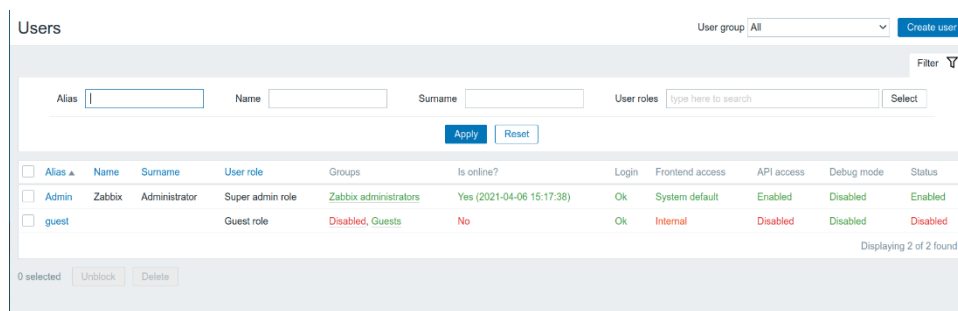 Users User group All Create user
Filter
Alias Name Surname User roles type here to search Select
Apply Reset
Alias Name Surname User role Groups Is online? Login Frontend access API access Debug mode Status
Admin Zabbix Administrator Super admin role Zabbix administrators Yes (2021-04-06 15:17:38) Ok System default Enabled Disabled Enabled
guest Guest role Disabled, Guests No Ok Internal Disabled Disabled Disabled
Displaying 2 of 2 found
0 selected Unblock Delete